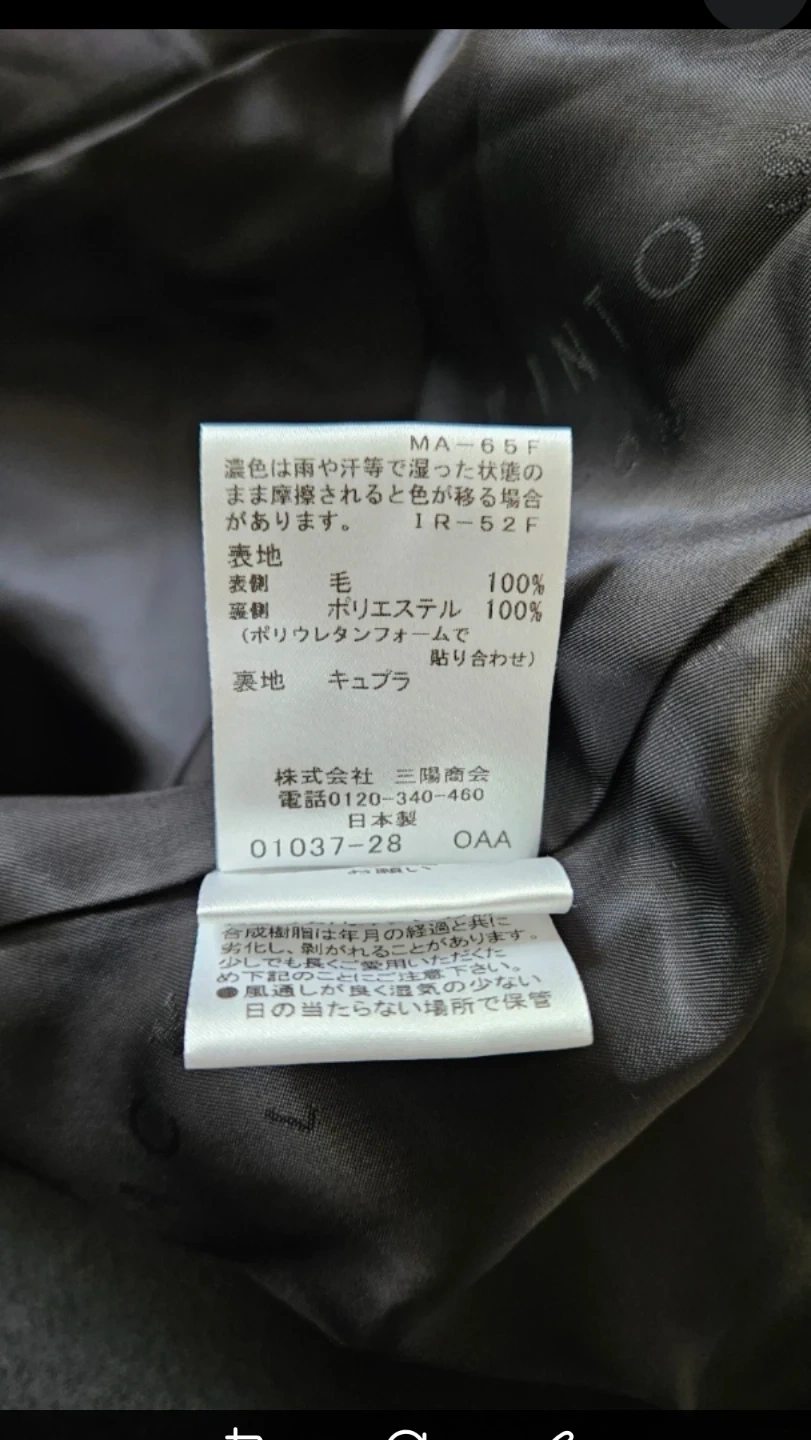 MA-65F
濃色は雨や汗等で湿った状態の
まま摩擦されると色が移る場合
があります。 IR-52F
表地
表側 毛 100%
裏側 ポリエステル 100%
(ポリウレタンフォームで
貼り合わせ)
裏地 キュプラ
株式会社 三陽商会
電話0120-340-460
日本製
01037-28 OAA
お願い
合成樹脂は年月の経過と共に
劣化し、剥がれることがあります。
少しでも長くご愛用いただくた
め下記のことにご注意下さい。
●風通しが良く湿気の少ない
日の当たらない場所で保管